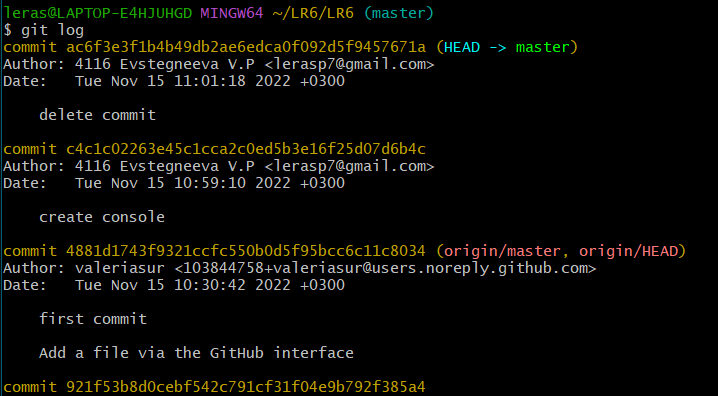 leras@LAPTOP-E4HJUHGD MINGW64 ~/LR6/LR6 (master)
$ git log
commit ac6f3e3f1b4b49db2ae6edca0f092d5f9457671a (HEAD -> master)
Author: 4116 Evstegneeva V.P <lerasp7@gmail.com>
Date:   Tue Nov 15 11:01:18 2022 +0300
    delete commit
commit c4c1c02263e45c1cca2c0ed5b3e16f25d07d6b4c
Author: 4116 Evstegneeva V.P <lerasp7@gmail.com>
Date:   Tue Nov 15 10:59:10 2022 +0300
    create console
commit 4881d1743f9321ccfc550b0d5f95bcc6c11c8034 (origin/master, origin/HEAD)
Author: valeriasur <103844758+valeriasur@users.noreply.github.com>
Date:   Tue Nov 15 10:30:42 2022 +0300
    first commit
    Add a file via the GitHub interface
commit 921f53b8d0cebf542c791cf31f04e9b792f385a4